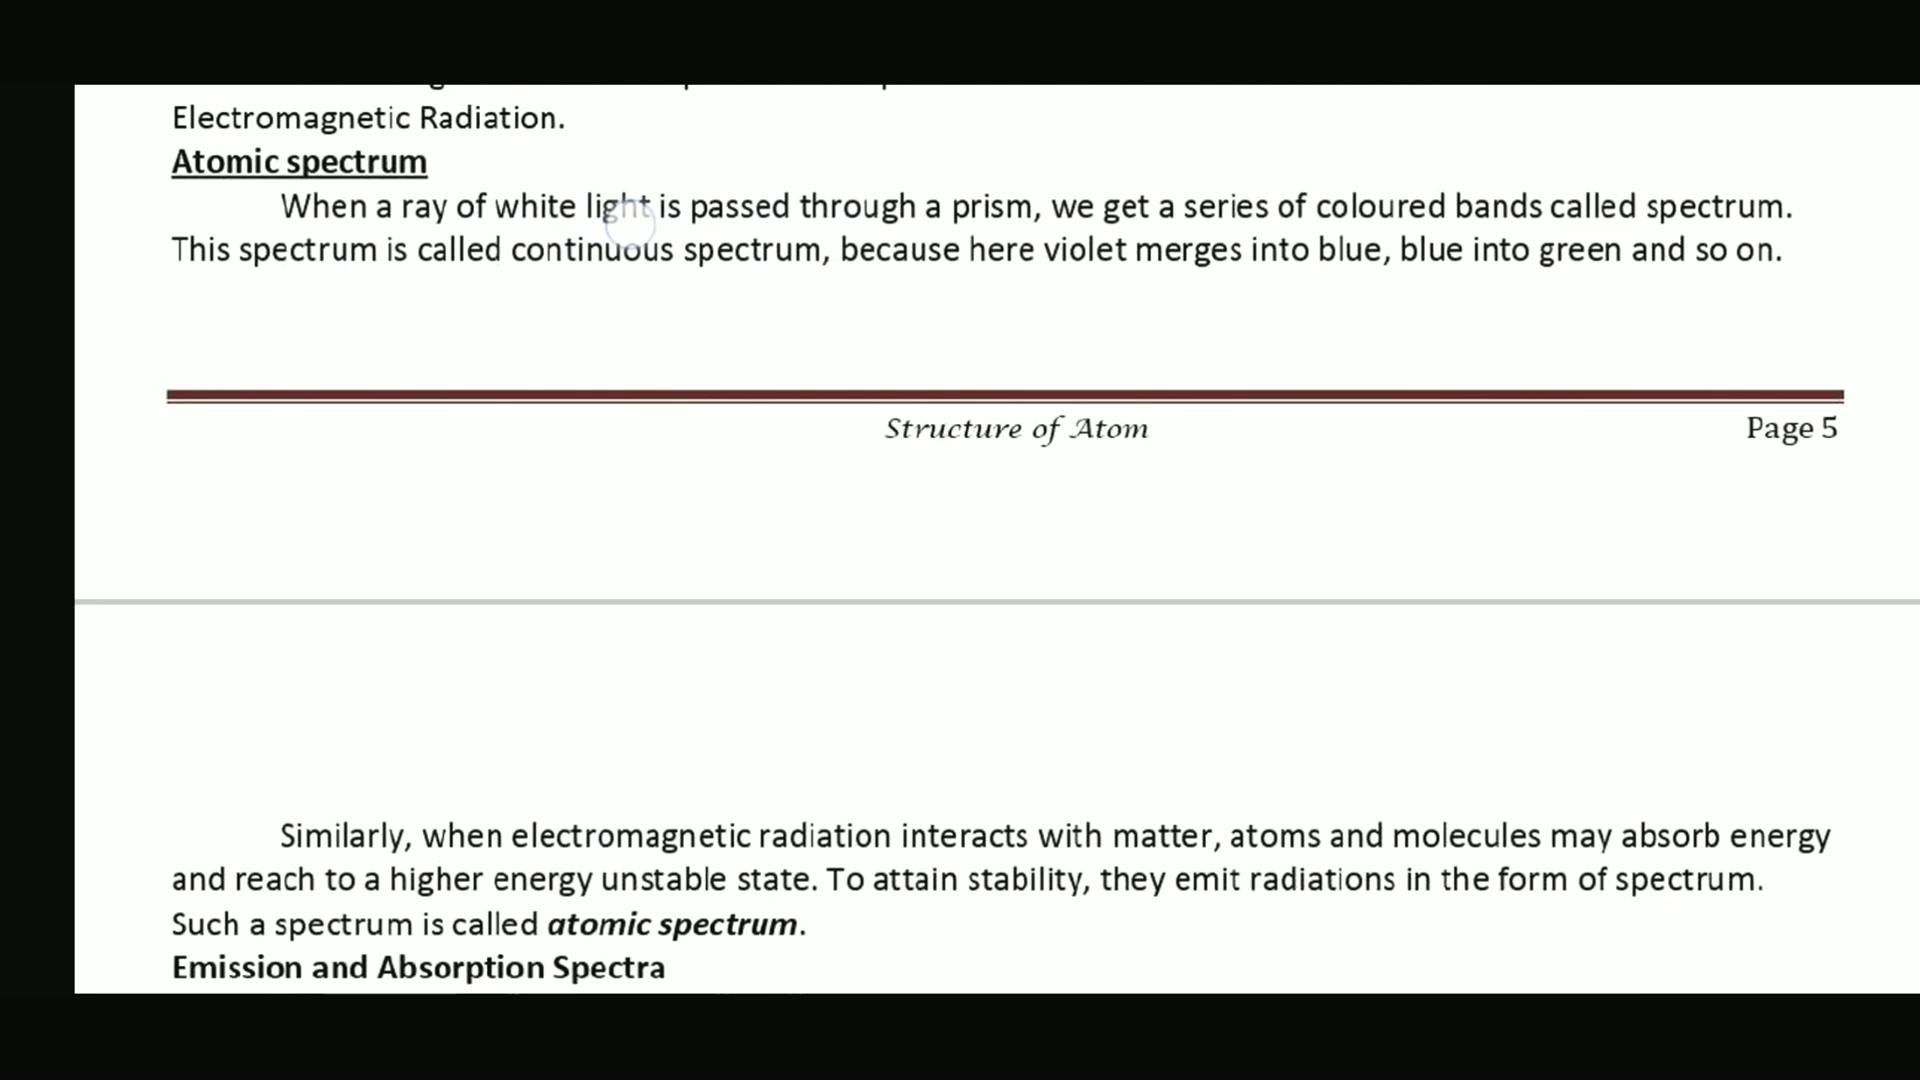 Electromagnetic Radiation.
Atomic spectrum
When a ray of white light is passed through a prism, we get a series of coloured bands called spectrum.
This spectrum is called continuous spectrum, because here violet merges into blue, blue into green and so on.
Structure of Atom
Page 5
Similarly, when electromagnetic radiation interacts with matter, atoms and molecules may absorb energy
and reach to a higher energy unstable state. To attain stability, they emit radiations in the form of spectrum.
Such a spectrum is called atomic spectrum.
Emission and Absorption Spectra